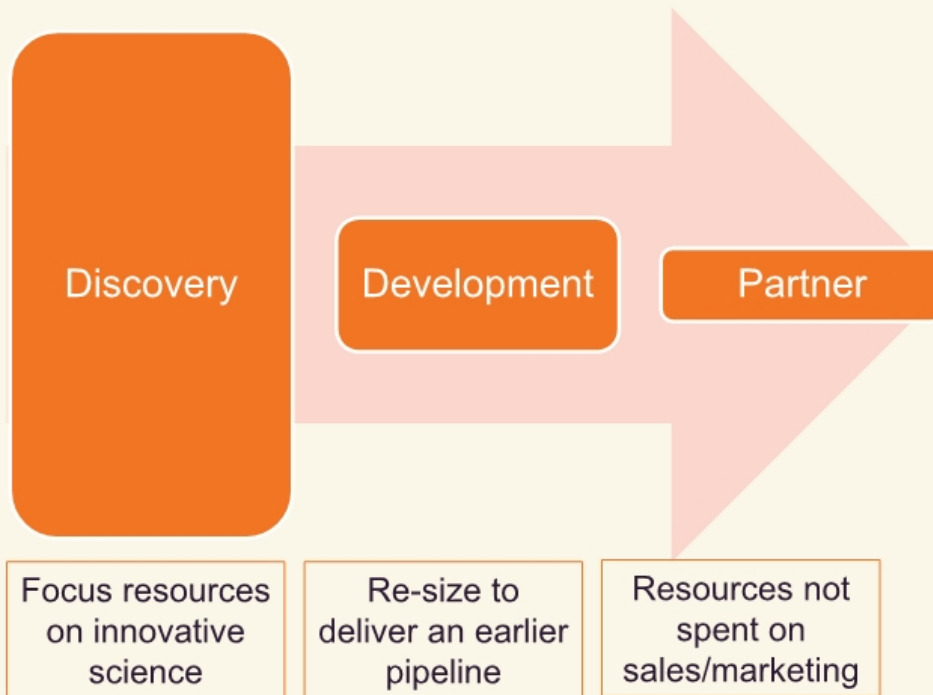 Discovery
Development
Partner
Focus resources
on innovative
science
Re-size to
deliver an earlier
pipeline
Resources not
spent on
sales/marketing